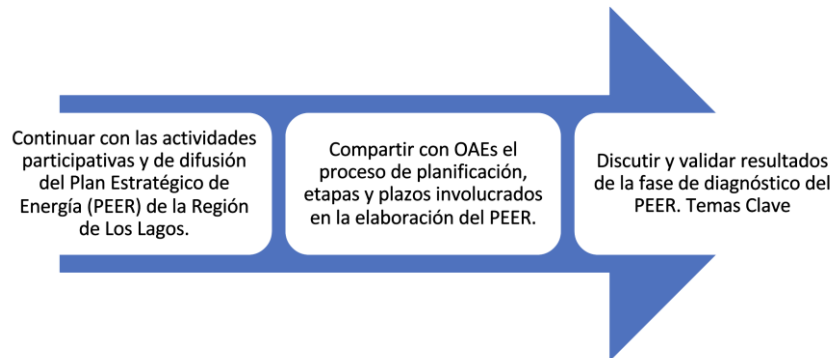 Continuar con las actividades
participativas y de difusión
del Plan Estratégico de
Energía (PEER) de la Región
de Los Lagos.
Compartir con OAEs el
proceso de planificación,
etapas y plazos involucrados
en la elaboración del PEER.
Discutir y validar resultados
de la fase de diagnóstico del
PEER. Temas Clave